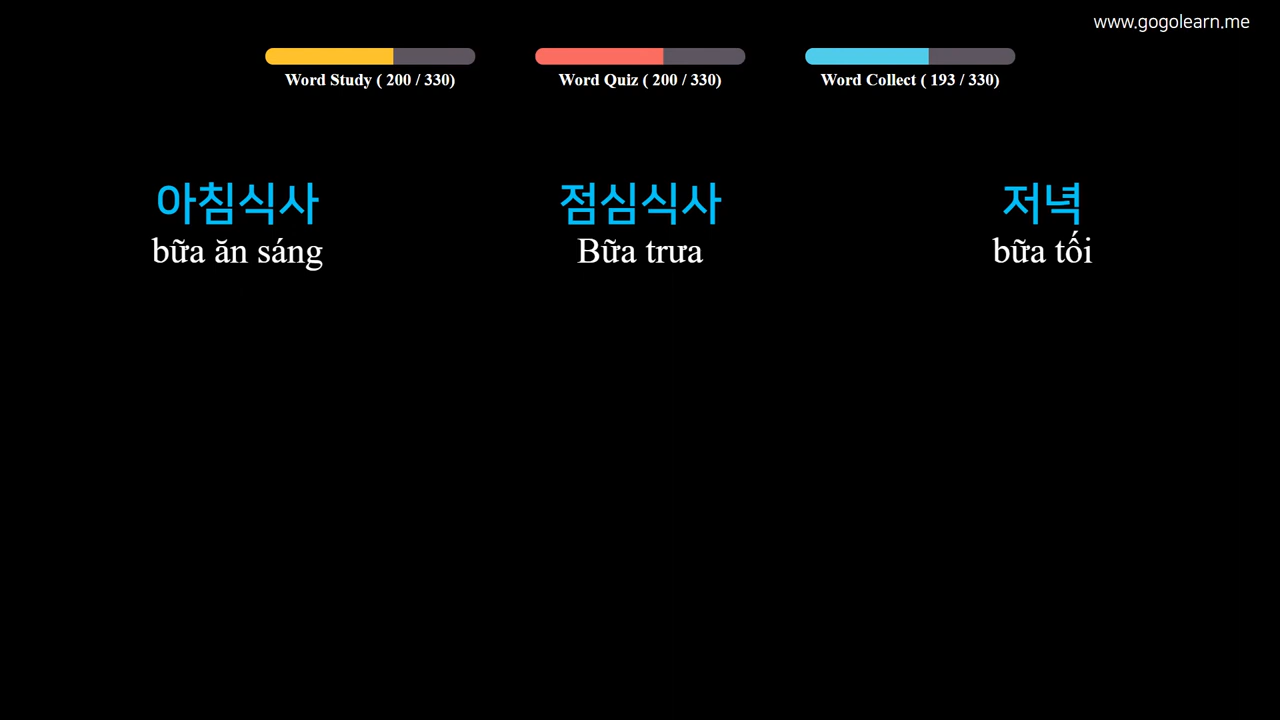 www.gogolearn.me
Word Study ( 200 / 330)
Word Quiz ( 200 / 330)
Word Collect ( 193 / 330)
아침식사
bữa ăn sáng
점심식사
Bữa trưa
저녁
bữa tối